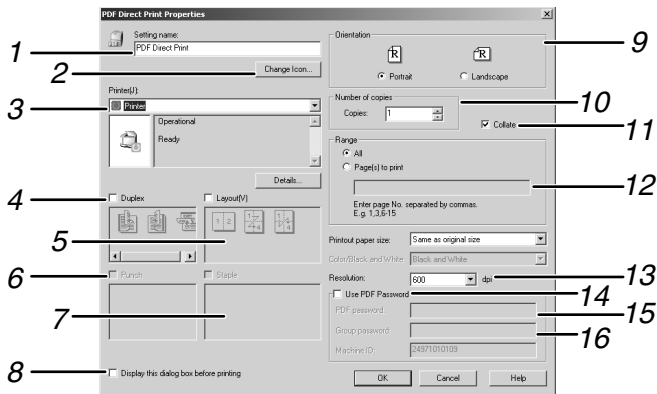 PDF Direct Print Properties
Setting name:
PDF Direct Print
Change Icon...
Printer(J):
Printer
Operational
Ready
Details...
Duplex
Layout(V)
1 2
Punch
Staple
Display this dialog box before printing
Orientation
R R
Portrait Landscape
Number of copies
Copies: 1
Collate
Range
All
Page(s) to print
Enter page No. separated by commas.
E.g. 1,3,6-15
Printout paper size: Same as original size
Color/Black and White: Black and White
Resolution: 600 dpi
Use PDF Password
PDF password:
Group password:
Machine ID: 24971010109
OK Cancel Help
1
2
3
4
5
6
7
8
9
10
11
12
13
14
15
16